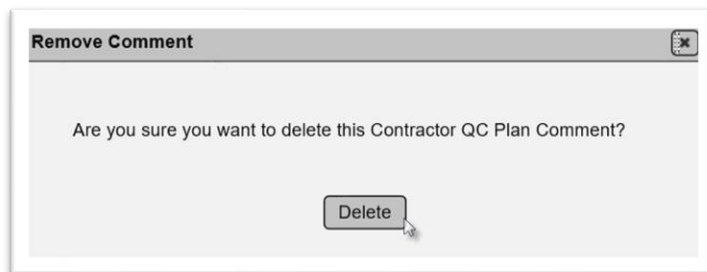 Remove Comment
Are you sure you want to delete this Contractor QC Plan Comment?
Delete